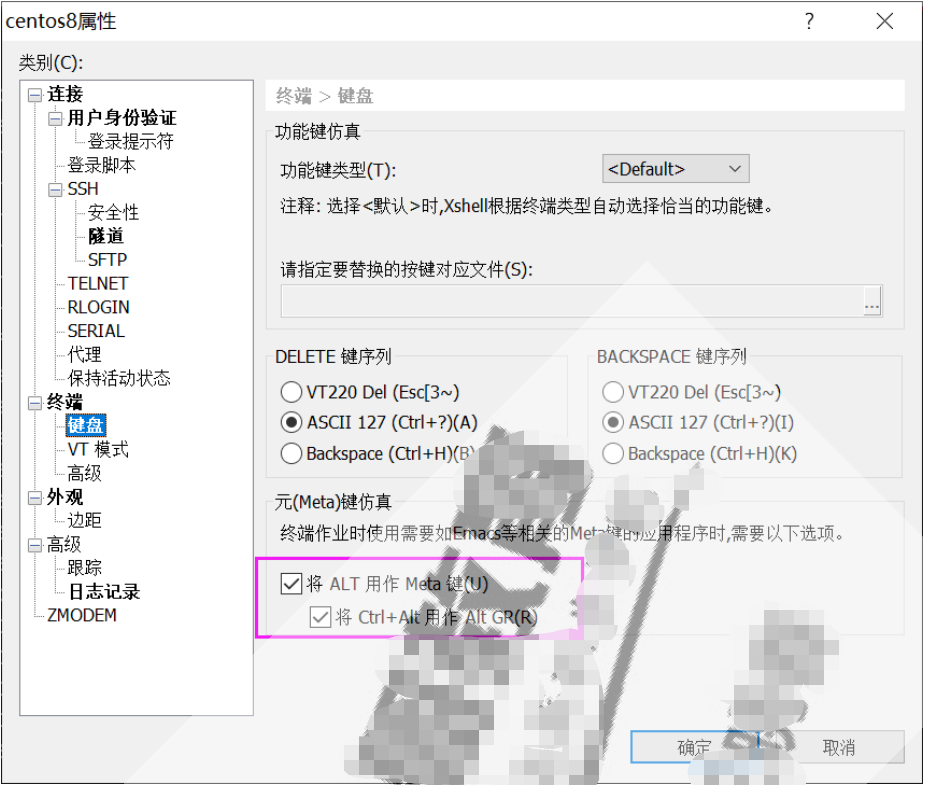 centos8属性
?
类别(C):
连接
用户身份验证
登录提示符
登录脚本
SSH
安全性
隧道
SFTP
TELNET
RLOGIN
SERIAL
代理
保持活动状态
终端
键盘
VT 模式
高级
外观
边距
高级
跟踪
日志记录
ZMODEM
终端 > 键盘
功能键仿真
功能键类型(T):
<Default>
注释: 选择<默认>时,Xshell根据终端类型自动选择恰当的功能键。
请指定要替换的按键对应文件(S):
...
DELETE 键序列
VT220 Del (Esc[3~)
ASCII 127 (Ctrl+?)(A)
Backspace (Ctrl+H)(B)
BACKSPACE 键序列
VT220 Del (Esc[3~)
ASCII 127 (Ctrl+?)(I)
Backspace (Ctrl+H)(K)
元(Meta)键仿真
终端作业时使用需要如Emacs等相关的Meta键的应用程序时,需要以下选项。
将 ALT 用作 Meta 键(U)
将 Ctrl+Alt 用作 Alt GR(R)
确定
取消